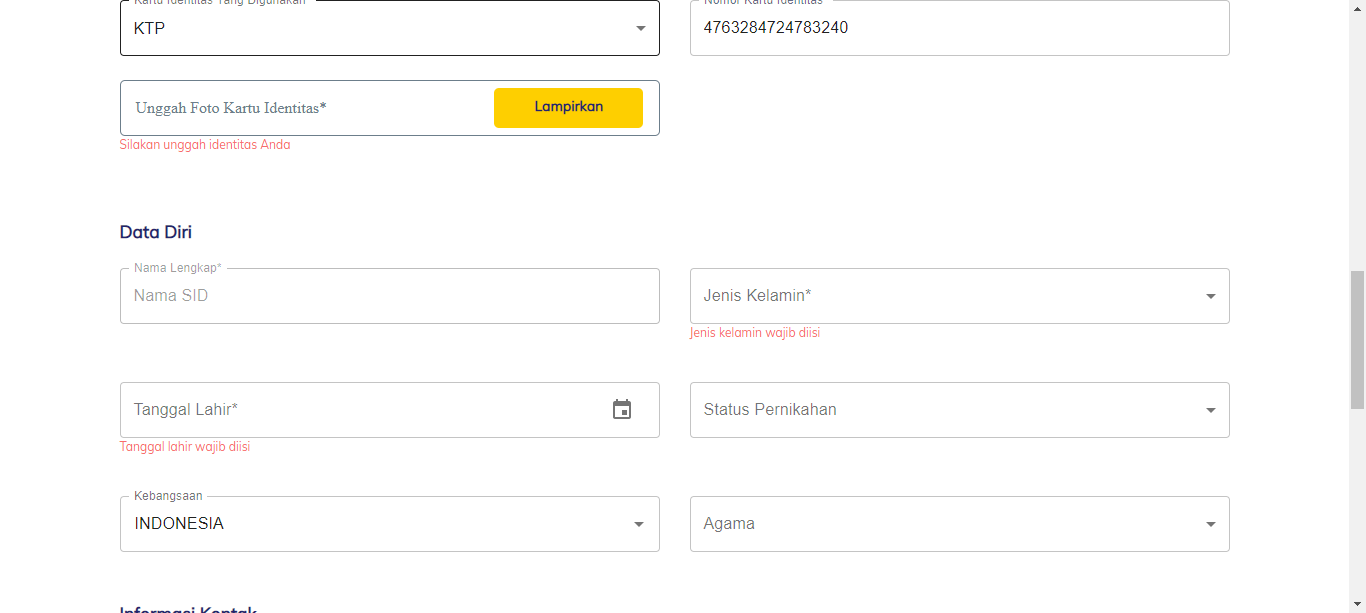 Kartu Identitas Yang Digunakan
Nomor Kartu Identitas
KTP
4763284724783240
Unggah Foto Kartu Identitas*
Lampirkan
Silakan unggah identitas Anda
Data Diri
Nama Lengkap*
Nama SID
Jenis Kelamin*
Jenis kelamin wajib diisi
Tanggal Lahir*
Status Pernikahan
Tanggal lahir wajib diisi
Kebangsaan
INDONESIA
Agama
Informasi Kontak